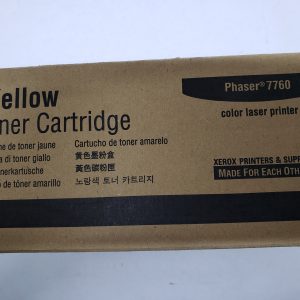 ellow
ner Cartridge
Phaser®7760
color laser printer
ne de toner jaune
Cartucho de toner amarelo
a di toner giallo
黄色墨粉盒
nerkartusche
黃色碳粉匣
o de toner amarillo
노랑색 토너 카트리지
XEROX PRINTERS & SUPP
MADE FOR EACH OTHE